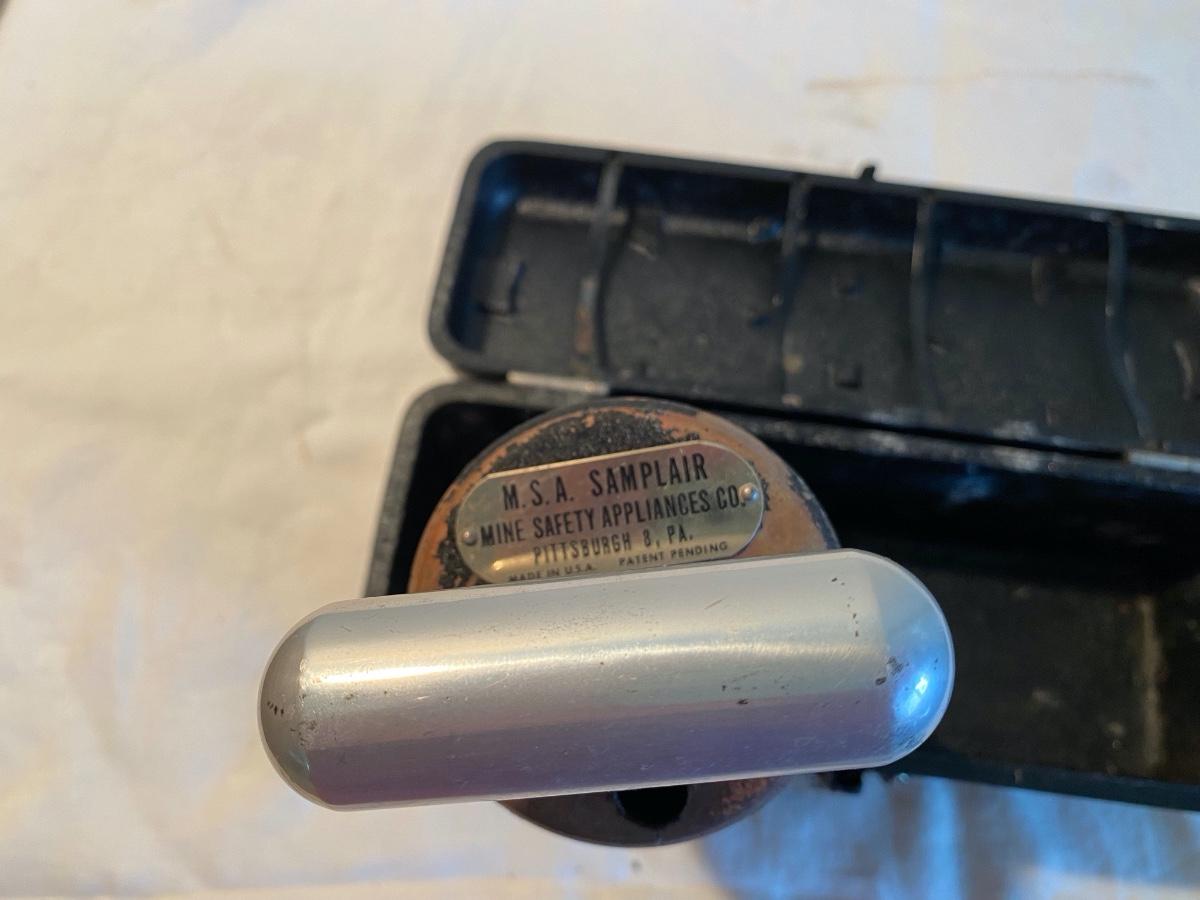 M.S.A. SAMPLAIR
MINE SAFETY APPLIANCES CO.
PITTSBURGH 8, PA.
MADE IN U.S.A. PATENT PENDING